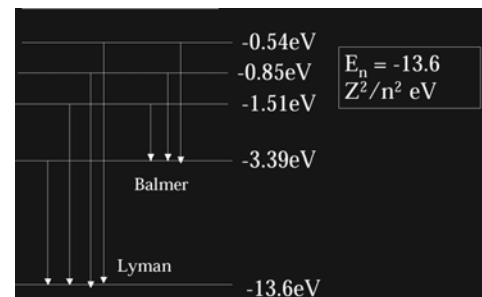 -0.54eV
-0.85eV
-1.51eV
-3.39eV
-13.6eV
Balmer
Lyman
Eₙ = -13.6
Z²/n² eV